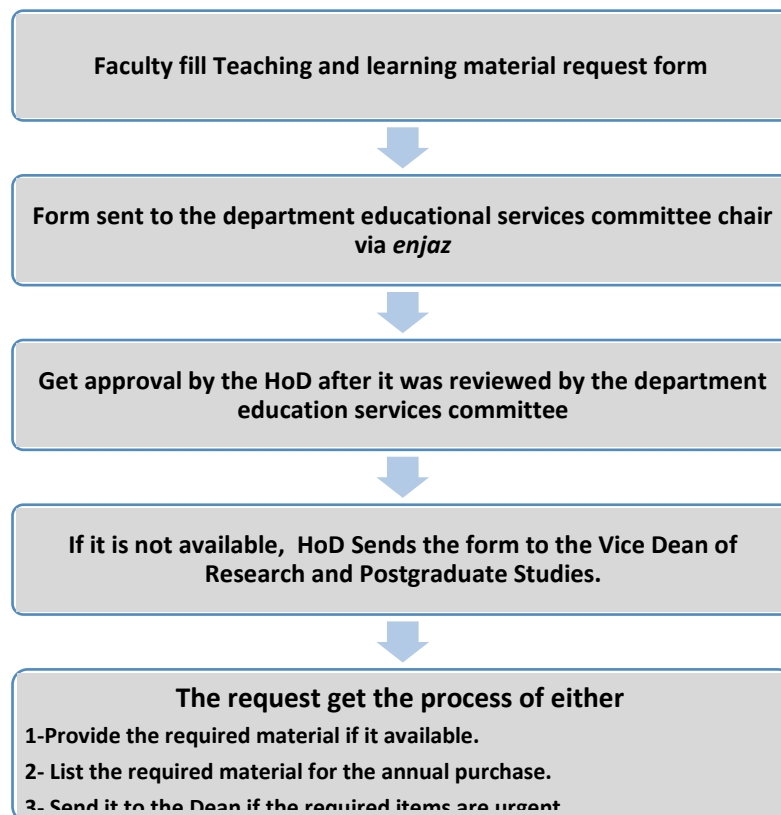 Faculty fill Teaching and learning material request form
Form sent to the department educational services committee chair
via enjaz
Get approval by the HoD after it was reviewed by the department
education services committee
If it is not available, HoD Sends the form to the Vice Dean of
Research and Postgraduate Studies.
The request get the process of either
1-Provide the required material if it available.
2- List the required material for the annual purchase.
3- Send it to the Dean if the required items are urgent